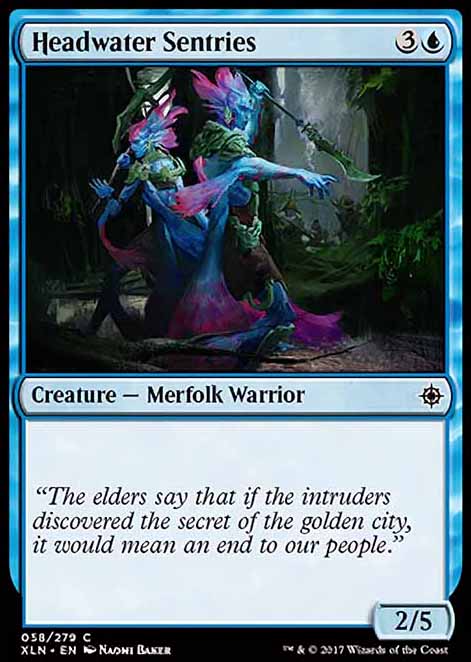 Headwater Sentries 3
Creature — Merfolk Warrior
“The elders say that if the intruders
discovered the secret of the golden city,
it would mean an end to our people.”
2/5
058/279 C
XLN • EN Naomi Baker
™ & © 2017 Wizards of the Coast